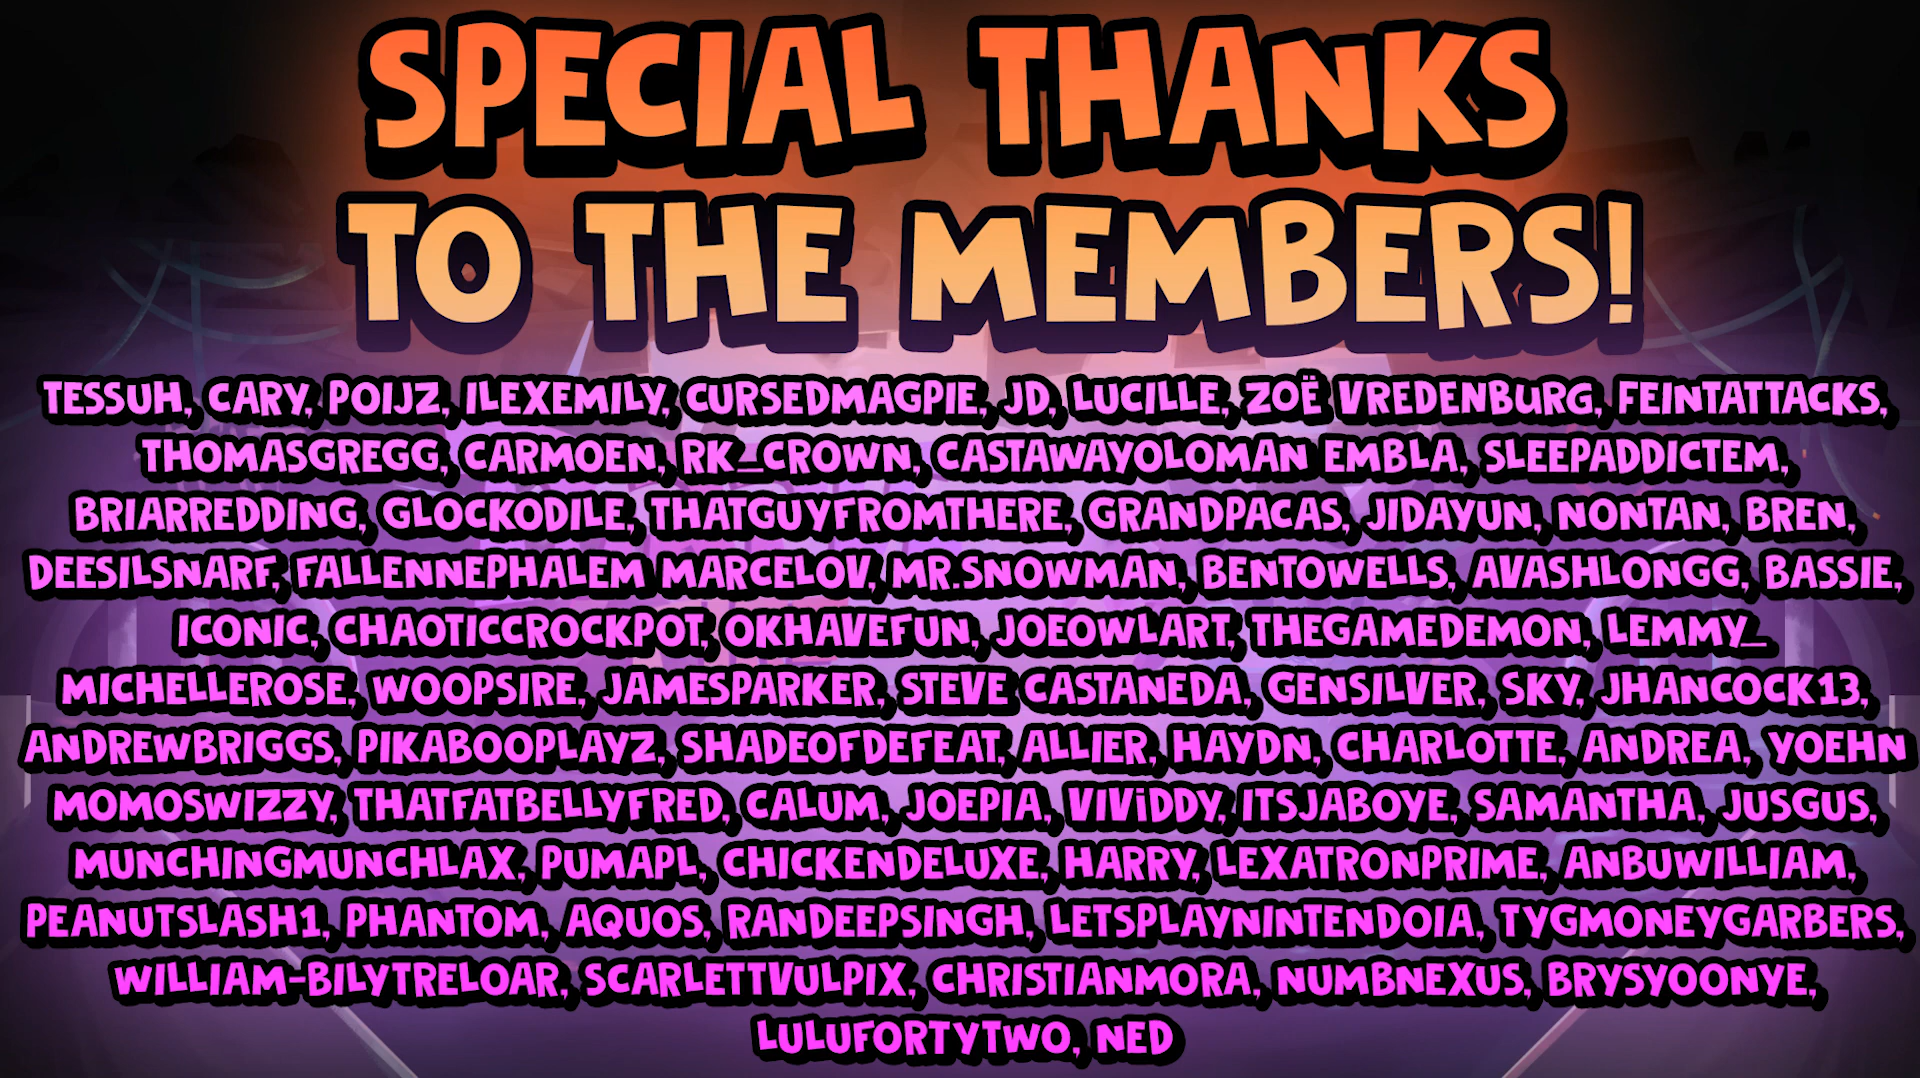 SPECIAL THANKS
TO THE MEMBERS!
TESSUH, CARY, POIJZ, ILEXEMILY, CURSEDMAGPIE, JD, LUCILLE, ZOË VREDENBURG, FEINTATTACKS,
THOMASGREGG, CARMOEN, RK_CROWN, CASTAWAYOLOMAN EMBLA, SLEEPADDICTEM,
BRIARREDDING, GLOCKODILE, THATGUYFROMTHERE, GRANDPACAS, JIDAYUN, NONTAN, BREN,
DEESILSNARF, FALLENNEPHALEM MARCELOV, MR.SNOWMAN, BENTOWELLS, AVASHLONGG, BASSIE,
ICONIC, CHAOTICCROCKPOT, OKHAVEFUN, JOEOWLART, THEGAMEDEMON, LEMMY_
MICHELLEROSE, WOOPSIRE, JAMESPARKER, STEVE CASTANEDA, GENSILVER, SKY, JHANCOCK13,
ANDREWBRIGGS, PIKABOOPLAYZ, SHADEOFDEFEAT, ALLIER, HAYDN, CHARLOTTE, ANDREA, YOEHN
MOMOSWIZZY, THATFATBELLYFRED, CALUM, JOEPIA, VIViDDY, ITSJABOYE, SAMANTHA, JUSGUS,
MUNCHINGMUNCHLAX, PUMAPL, CHICKENDELUXE, HARRY, LEXATRONPRIME, ANBUWILLIAM,
PEANUTSLASH1, PHANTOM, AQUOS, RANDEEPSINGH, LETSPLAYNINTENDOIA, TYGMONEYGARBERS,
WILLIAM-BILYTRELOAR, SCARLETTVULPIX, CHRISTIANMORA, NUMBNEXUS, BRYSYOONYE,
LULUFORTYTWO, NED